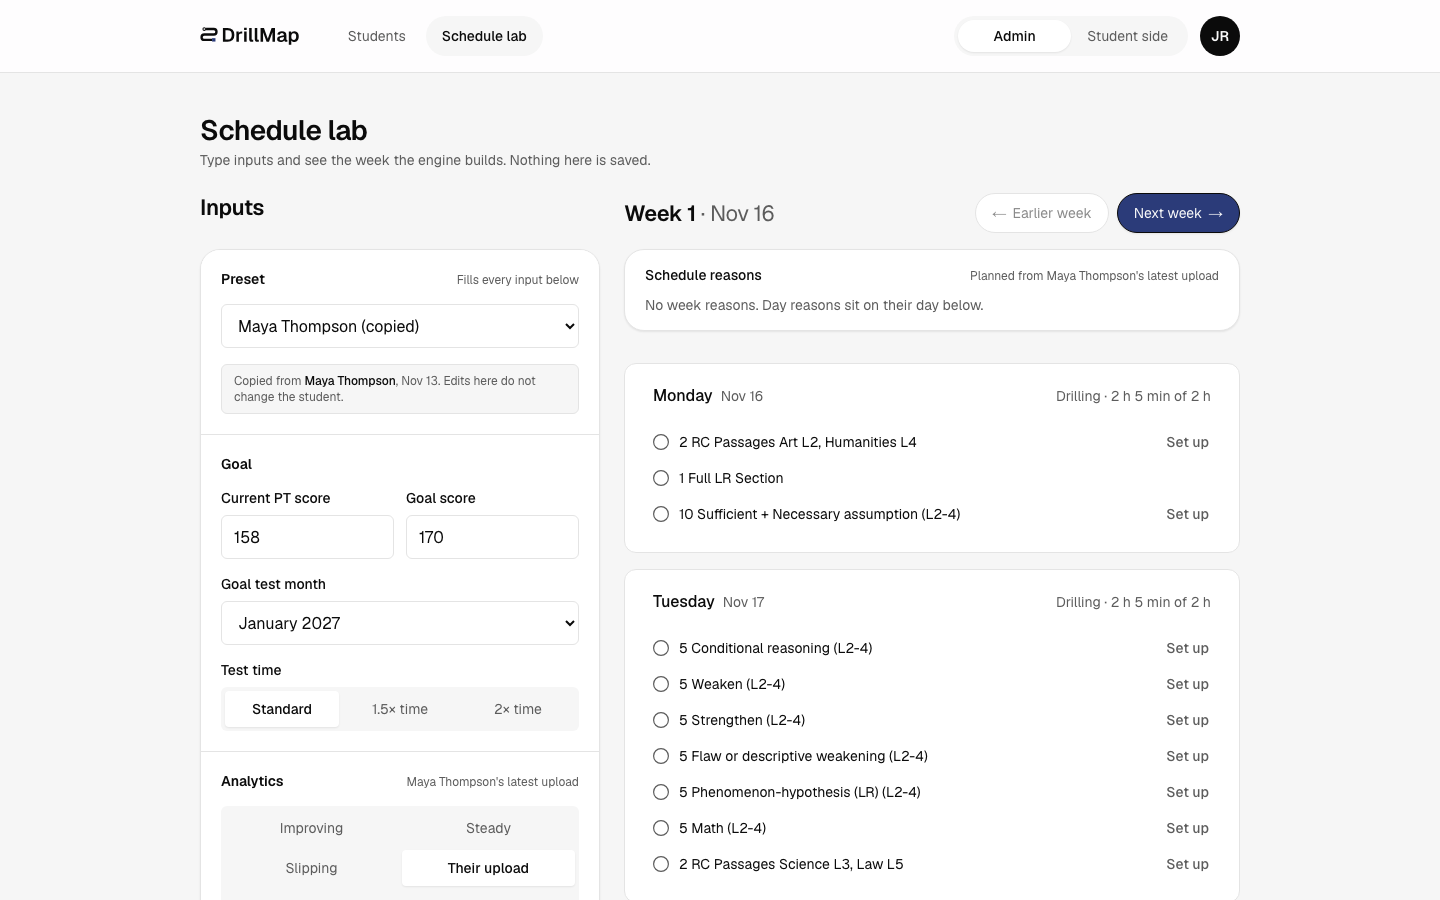 DrillMap
Students
Schedule lab
Admin
Student side
JR
Schedule lab
Type inputs and see the week the engine builds. Nothing here is saved.
Inputs
Preset
Fills every input below
Maya Thompson (copied)
Copied from Maya Thompson, Nov 13. Edits here do not
change the student.
Goal
Current PT score
Goal score
158
170
Goal test month
January 2027
Test time
Standard
1.5× time
2× time
Analytics
Maya Thompson's latest upload
Improving
Steady
Slipping
Their upload
Week 1 · Nov 16
← Earlier week
Next week →
Schedule reasons
Planned from Maya Thompson's latest upload
No week reasons. Day reasons sit on their day below.
Monday Nov 16
Drilling · 2 h 5 min of 2 h
2 RC Passages Art L2, Humanities L4
Set up
1 Full LR Section
10 Sufficient + Necessary assumption (L2-4)
Set up
Tuesday Nov 17
Drilling · 2 h 5 min of 2 h
5 Conditional reasoning (L2-4)
Set up
5 Weaken (L2-4)
Set up
5 Strengthen (L2-4)
Set up
5 Flaw or descriptive weakening (L2-4)
Set up
5 Phenomenon-hypothesis (LR) (L2-4)
Set up
5 Math (L2-4)
Set up
2 RC Passages Science L3, Law L5
Set up